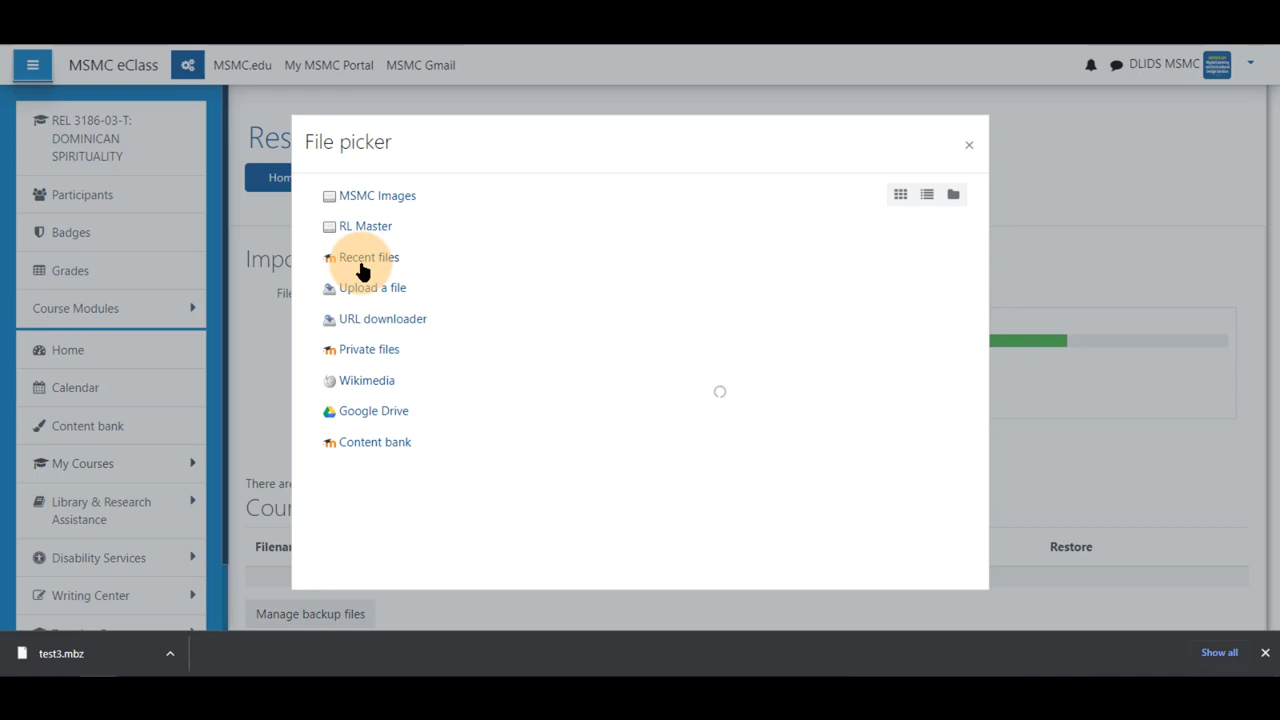 MSMC eClass
MSMC.edu
My MSMC Portal
MSMC Gmail
DLIDS MSMC
REL 3186-03-T:
DOMINICAN
SPIRITUALITY
Participants
Badges
Grades
Course Modules
Home
Calendar
Content bank
My Courses
Library & Research
Assistance
Disability Services
Writing Center
Res
Hom
Impo
File
There are
Cour
Filenam
Restore
Manage backup files
File picker
×
MSMC Images
RL Master
Recent files
Upload a file
URL downloader
Private files
Wikimedia
Google Drive
Content bank
test3.mbz
Show all